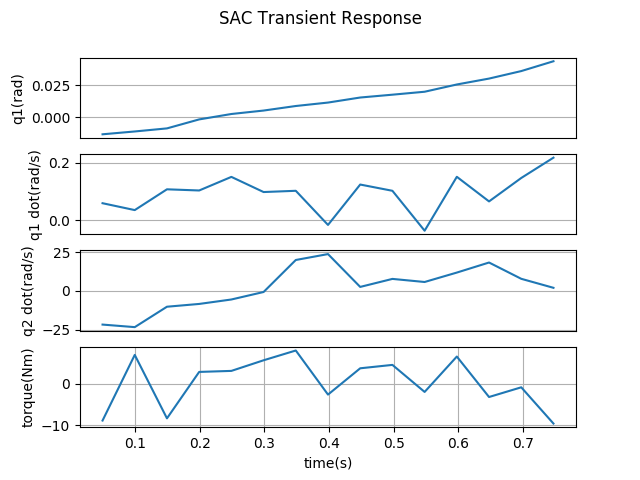 SAC Transient Response
q1(rad)
0.025
0.000
q1 dot(rad/s)
0.2
0.0
q2 dot(rad/s)
25
0
−25
torque(Nm)
0
−10
0.1 0.2 0.3 0.4 0.5 0.6 0.7
time(s)